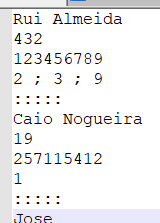 Rui Almeida
432
123456789
2 ; 3 ; 9
:::::
Caio Nogueira
19
257115412
1
:::::
Jose